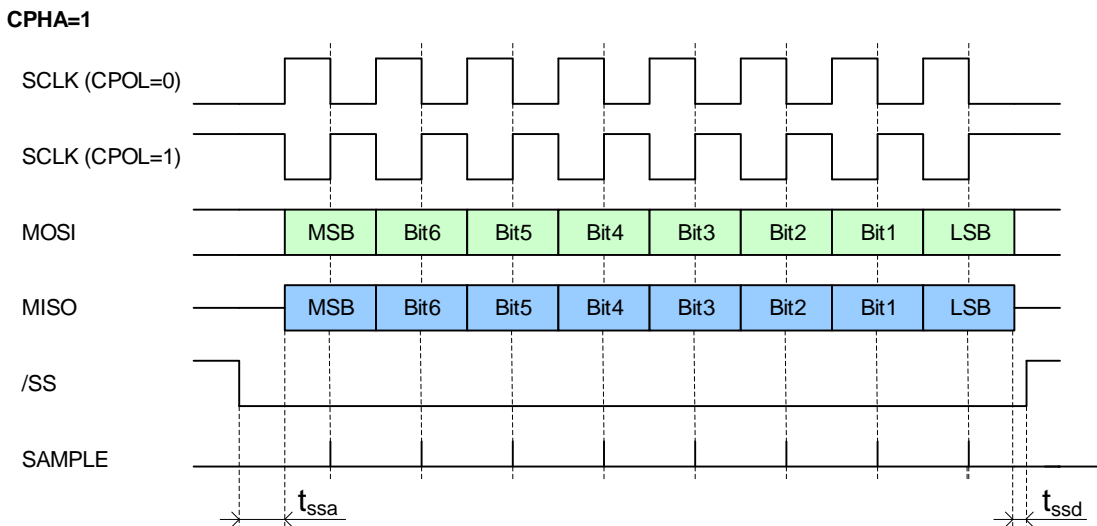 CPHA=1
SCLK (CPOL=0)
SCLK (CPOL=1)
MOSI MSB Bit6 Bit5 Bit4 Bit3 Bit2 Bit1 LSB
MISO MSB Bit6 Bit5 Bit4 Bit3 Bit2 Bit1 LSB
/SS
SAMPLE
tssa tssd